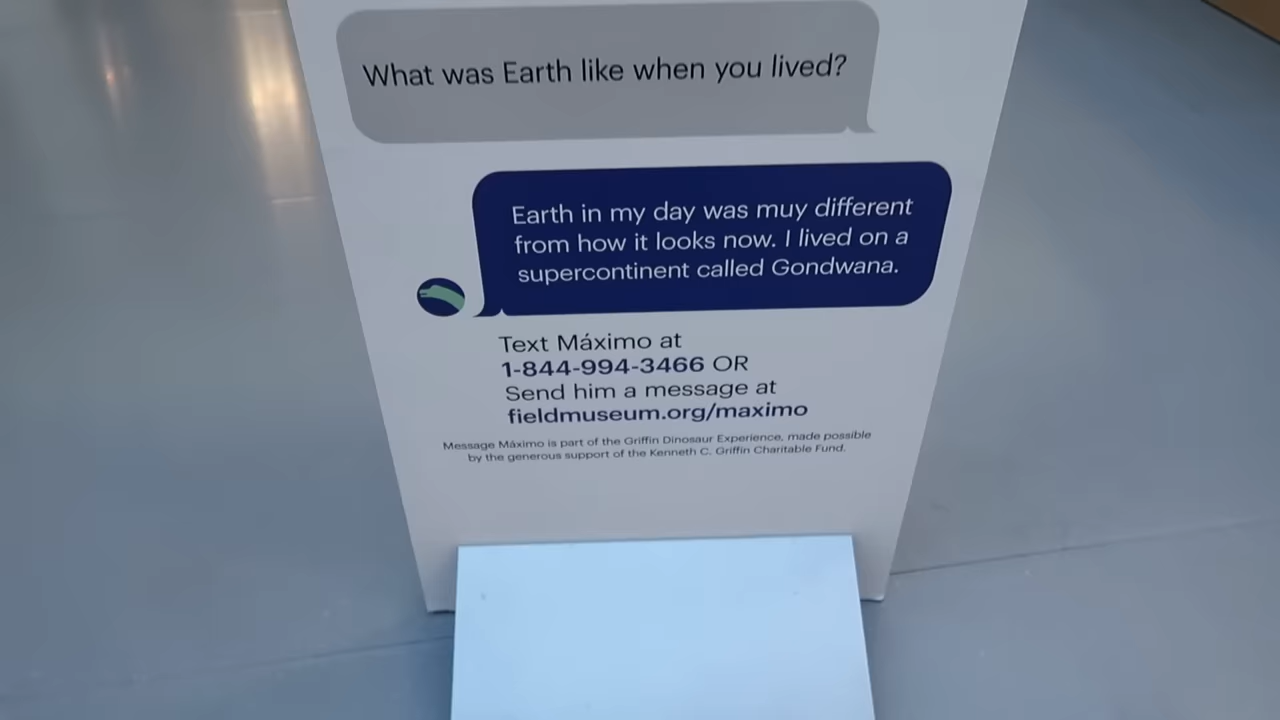 What was Earth like when you lived?
Earth in my day was muy different
from how it looks now. I lived on a
supercontinent called Gondwana.
Text Máximo at
1-844-994-3466 OR
Send him a message at
fieldmuseum.org/maximo
Message Máximo is part of the Griffin Dinosaur Experience, made possible
by the generous support of the Kenneth C. Griffin Charitable Fund.